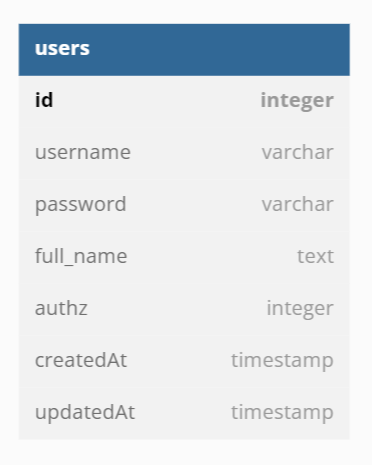 users
id integer
username varchar
password varchar
full_name text
authz integer
createdAt timestamp
updatedAt timestamp